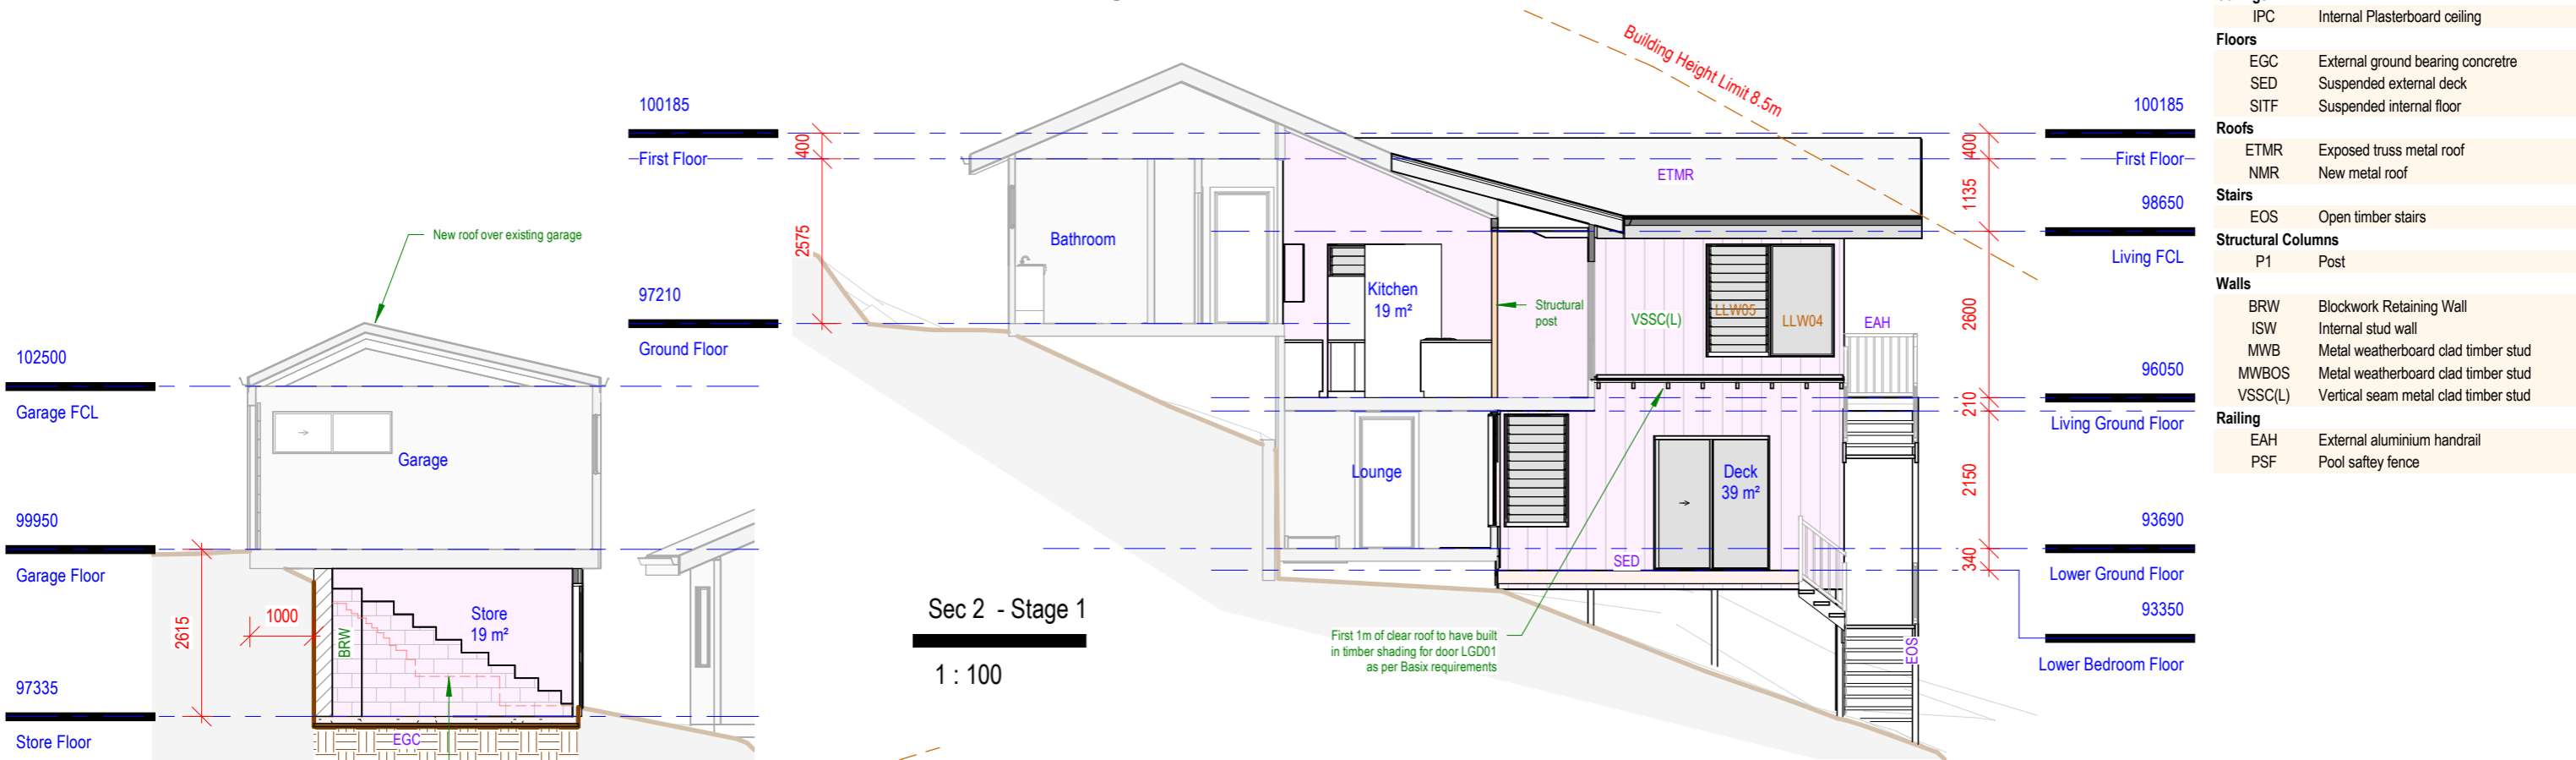 100185
First Floor
97210
Ground Floor
400
2575
New roof over existing garage
102500
Garage FCL
Garage
99950
Garage Floor
2615
1000
BRW
Store
19 m²
97335
Store Floor
EGC
Sec 2 - Stage 1
1 : 100
Bathroom
Kitchen
19 m²
Structural
post
Lounge
ETMR
Building Height Limit 8.5m
VSSC(L)
LLW05
LLW04
EAH
Deck
39 m²
SED
EOS
First 1m of clear roof to have built
in timber shading for door LGD01
as per Basix requirements
400
1135
2600
210
2150
340
100185
First Floor
98650
Living FCL
96050
Living Ground Floor
93690
Lower Ground Floor
93350
Lower Bedroom Floor
IPC Internal Plasterboard ceiling
Floors
EGC External ground bearing concretre
SED Suspended external deck
SITF Suspended internal floor
Roofs
ETMR Exposed truss metal roof
NMR New metal roof
Stairs
EOS Open timber stairs
Structural Columns
P1 Post
Walls
BRW Blockwork Retaining Wall
ISW Internal stud wall
MWB Metal weatherboard clad timber stud
MWBOS Metal weatherboard clad timber stud
VSSC(L) Vertical seam metal clad timber stud
Railing
EAH External aluminium handrail
PSF Pool saftey fence